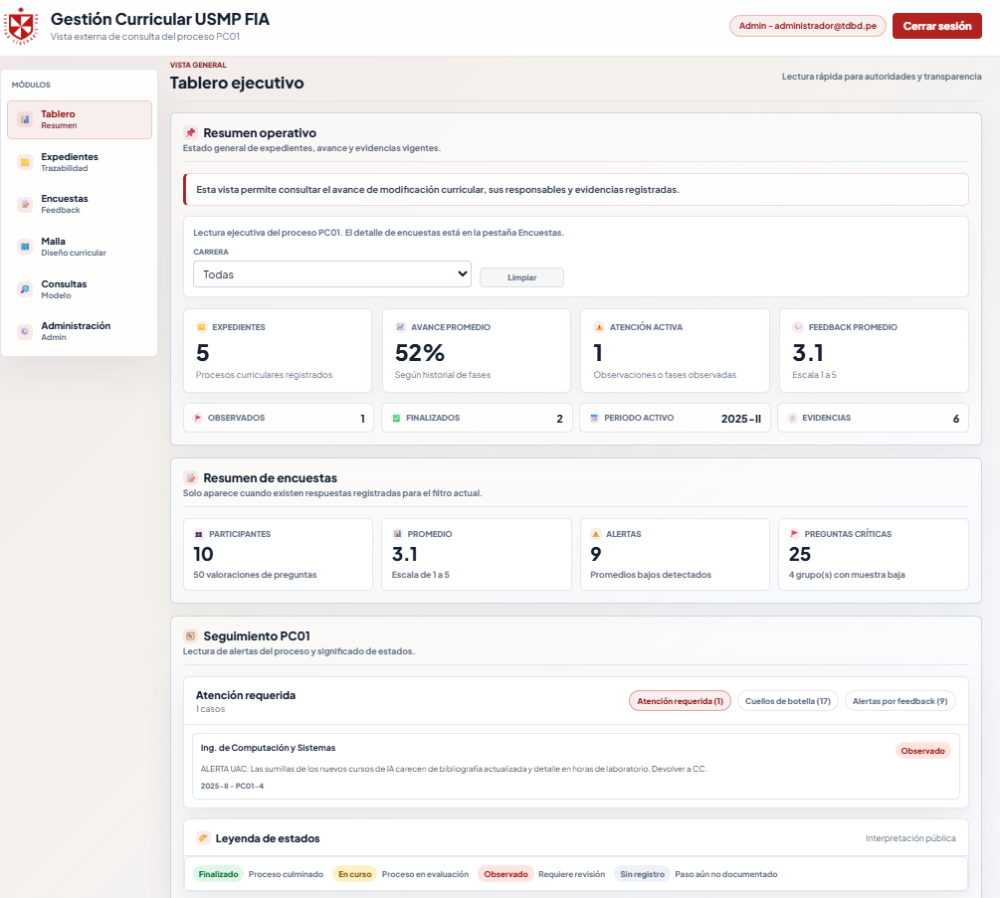 Gestión Curricular USMP FIA
Vista externa de consulta del proceso PC01
Admin - administrador@tdbd.pe
Cerrar sesión
MÓDULOS
Tablero
Resumen
Expedientes
Trazabilidad
Encuestas
Feedback
Malla
Diseño curricular
Consultas
Modelo
Administración
Admin
VISTA GENERAL
Tablero ejecutivo
Lectura rápida para autoridades y transparencia
Resumen operativo
Estado general de expedientes, avance y evidencias vigentes.
Esta vista permite consultar el avance de modificación curricular, sus responsables y evidencias registradas.
Lectura ejecutiva del proceso PC01. El detalle de encuestas está en la pestaña Encuestas.
CARRERA
Todas
Limpiar
EXPEDIENTES
5
Procesos curriculares registrados
AVANCE PROMEDIO
52%
Según historial de fases
ATENCIÓN ACTIVA
1
Observaciones o fases observadas
FEEDBACK PROMEDIO
3.1
Escala 1 a 5
OBSERVADOS 1
FINALIZADOS 2
PERIODO ACTIVO 2025-II
EVIDENCIAS 6
Resumen de encuestas
Solo aparece cuando existen respuestas registradas para el filtro actual.
PARTICIPANTES
10
50 valoraciones de preguntas
PROMEDIO
3.1
Escala de 1 a 5
ALERTAS
9
Promedios bajos detectados
PREGUNTAS CRÍTICAS
25
4 grupo(s) con muestra baja
Seguimiento PC01
Lectura de alertas del proceso y significado de estados.
Atención requerida
1 casos
Atención requerida (1)
Cuellos de botella (17)
Alertas por feedback (9)
Ing. de Computación y Sistemas
Observado
ALERTA UAC: Las sumillas de los nuevos cursos de IA carecen de bibliografía actualizada y detalle en horas de laboratorio. Devolver a CC.
2025-II - PC01-4
Leyenda de estados
Interpretación pública
Finalizado Proceso culminado En curso Proceso en evaluación Observado Requiere revisión Sin registro Paso aún no documentado